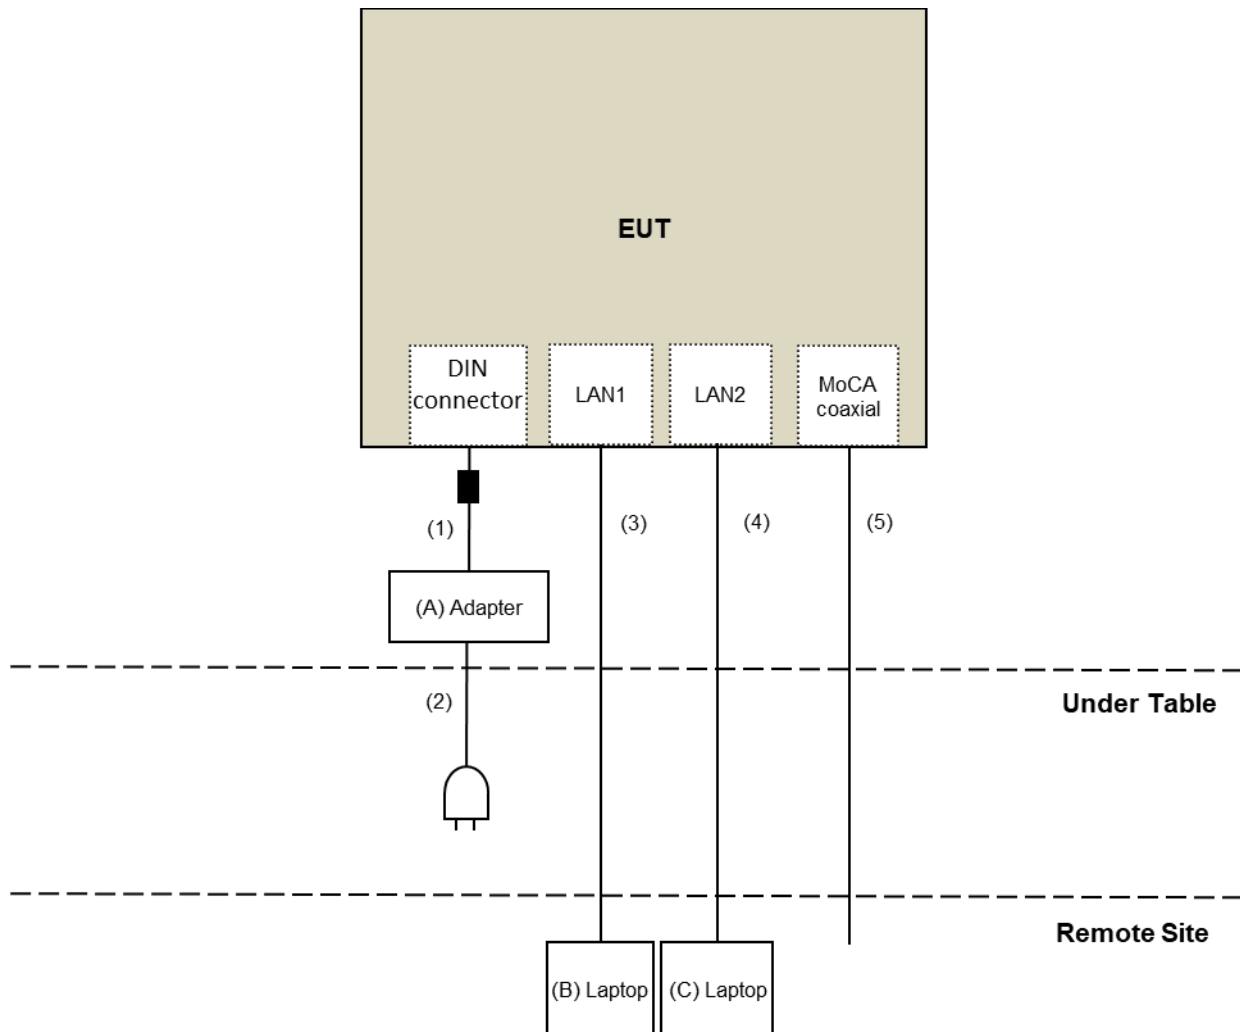 EUT
DIN
connector
LAN1
LAN2
MoCA
coaxial
(1)
(3)
(4)
(5)
(A) Adapter
(2)
Under Table
Remote Site
(B) Laptop
(C) Laptop